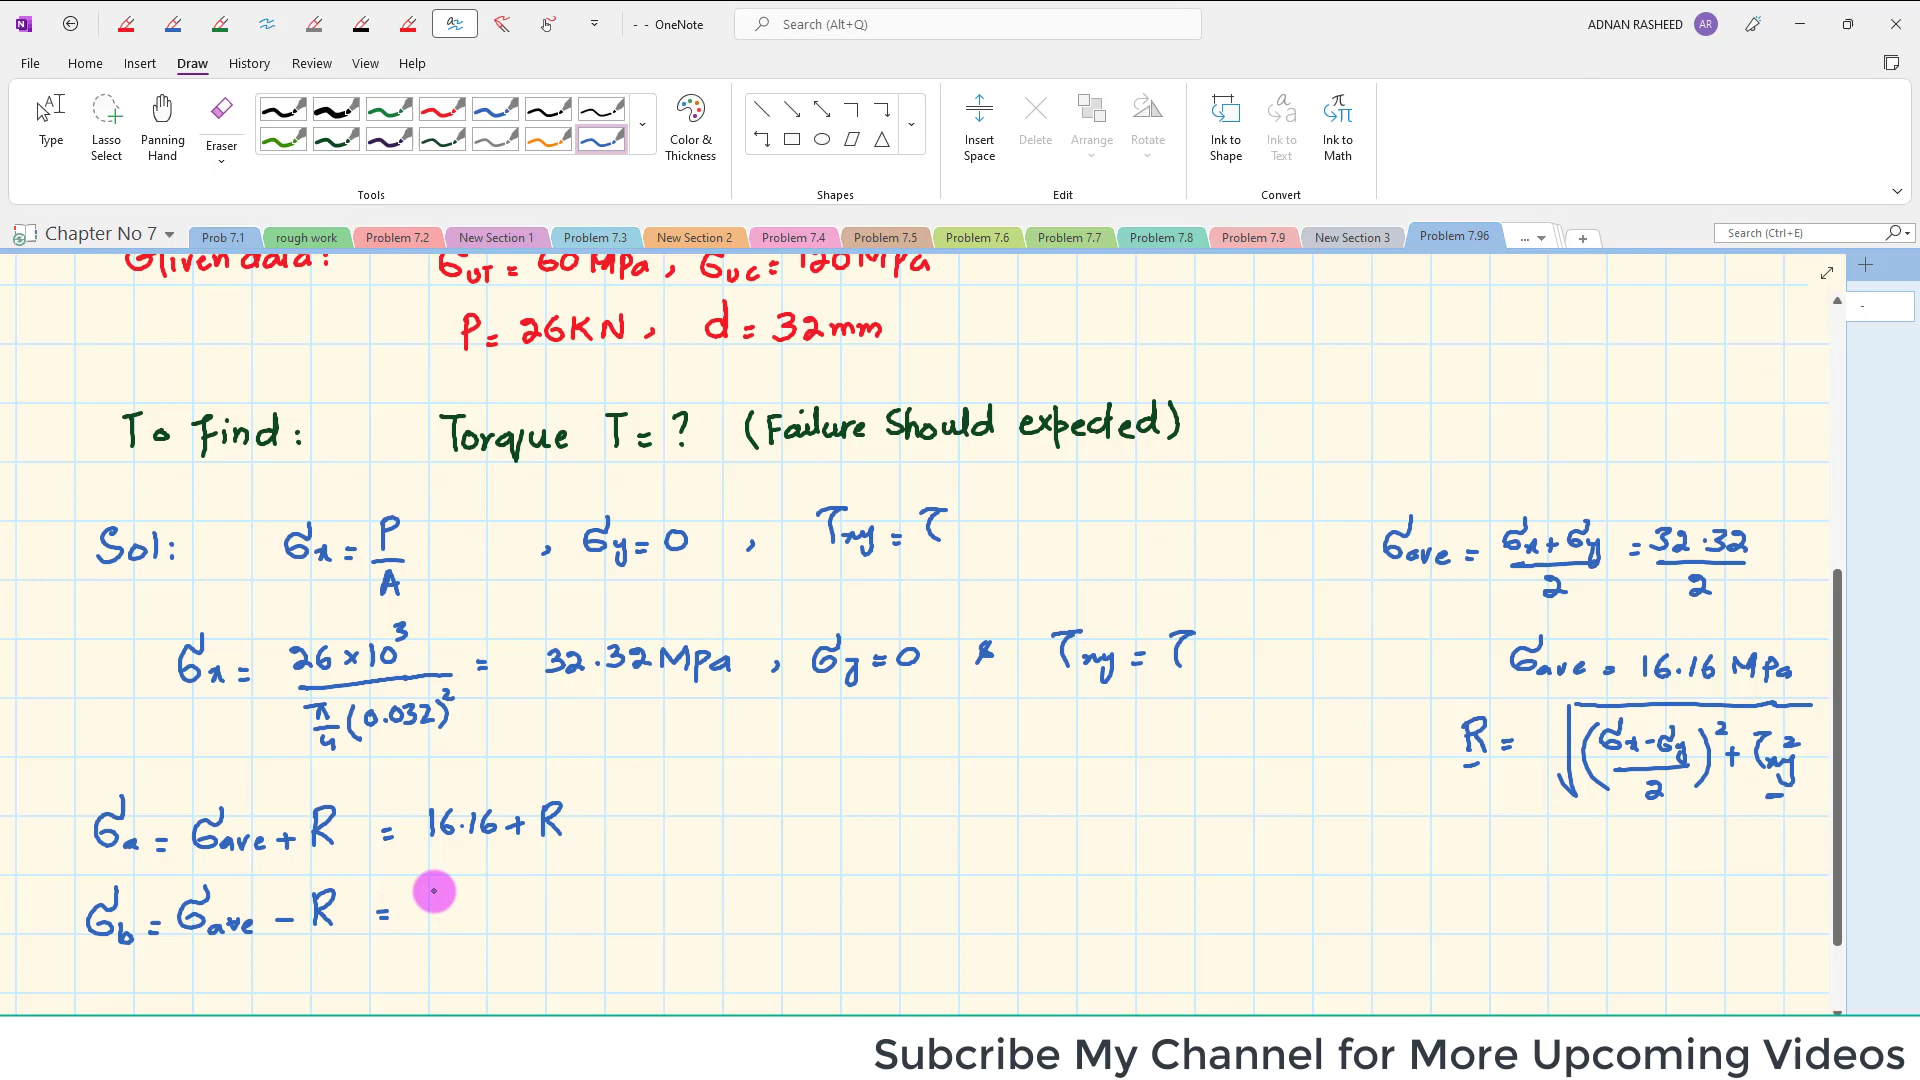 - - OneNote
Search (Alt+Q)
ADNAN RASHEED AR
File Home Insert Draw History Review View Help
Type
Lasso Select
Panning Hand
Eraser
Color & Thickness
Insert Space
Delete
Arrange
Rotate
Ink to Shape
Ink to Text
Ink to Math
Tools Shapes Edit Convert
Chapter No 7
Prob 7.1 rough work Problem 7.2 New Section 1 Problem 7.3 New Section 2 Problem 7.4 Problem 7.5 Problem 7.6 Problem 7.7 Problem 7.8 Problem 7.9 New Section 3 Problem 7.96 ...
Search (Ctrl+E)
Given data: σUT = 60 MPa, σUC = 120 MPa
P = 26KN, d = 32mm
To Find: Torque T = ? (Failure Should expected)
Sol: σx = P/A , σy = 0 , τxy = τ
σx = 26×10³ / π/4 (0.032)² = 32.32 MPa , σy = 0 & τxy = τ
σa = σave + R = 16.16 + R
σb = σave - R =
σave = σx + σy / 2 = 32.32 / 2
σave = 16.16 MPa
R = √(σx - σy / 2)² + τxy²
Subcribe My Channel for More Upcoming Videos